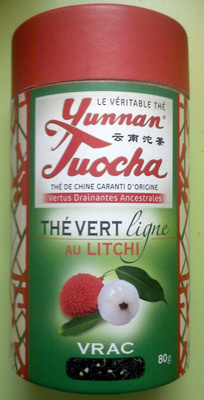 LE VÉRITABLE THÉ
Yunnan®
云南沱茶
Tuocha
THÉ DE CHINE GARANTI D'ORIGINE
Vertus Drainantes Ancestrales
THÉ VERT ligne
AU LITCHI
VRAC
80g